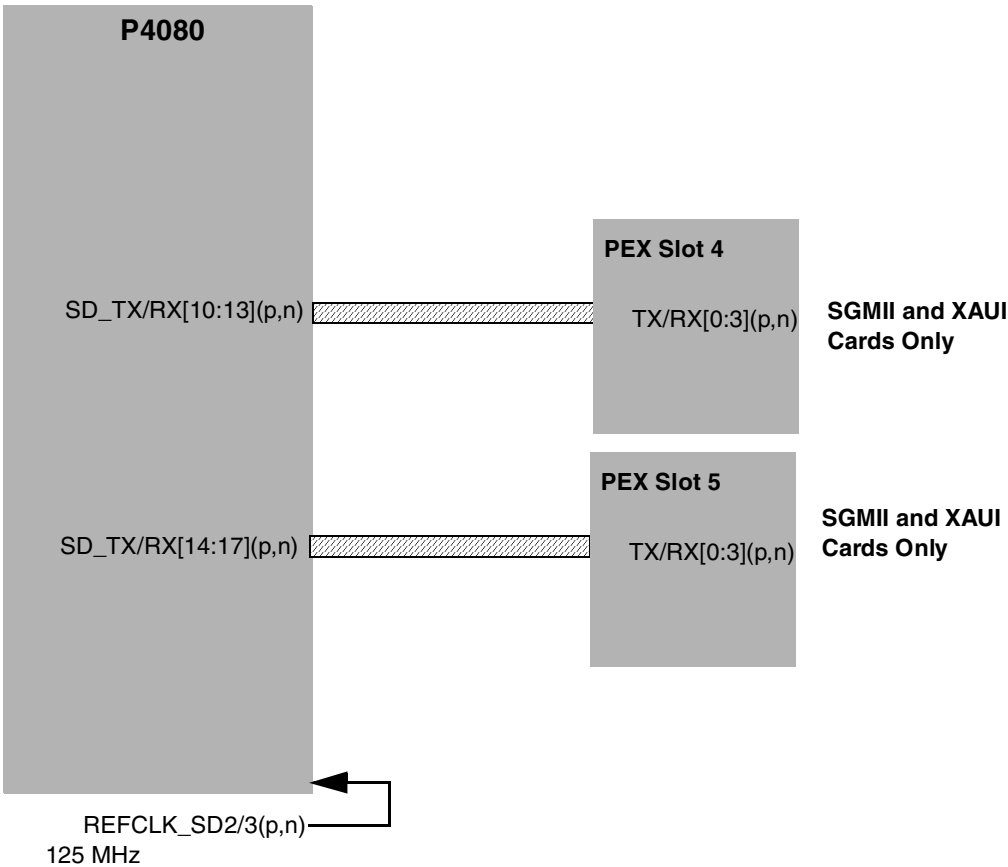 P4080
PEX Slot 4
SD_TX/RX[10:13](p,n)
TX/RX[0:3](p,n)
SGMII and XAUI
Cards Only
PEX Slot 5
SD_TX/RX[14:17](p,n)
TX/RX[0:3](p,n)
SGMII and XAUI
Cards Only
REFCLK_SD2/3(p,n)
125 MHz